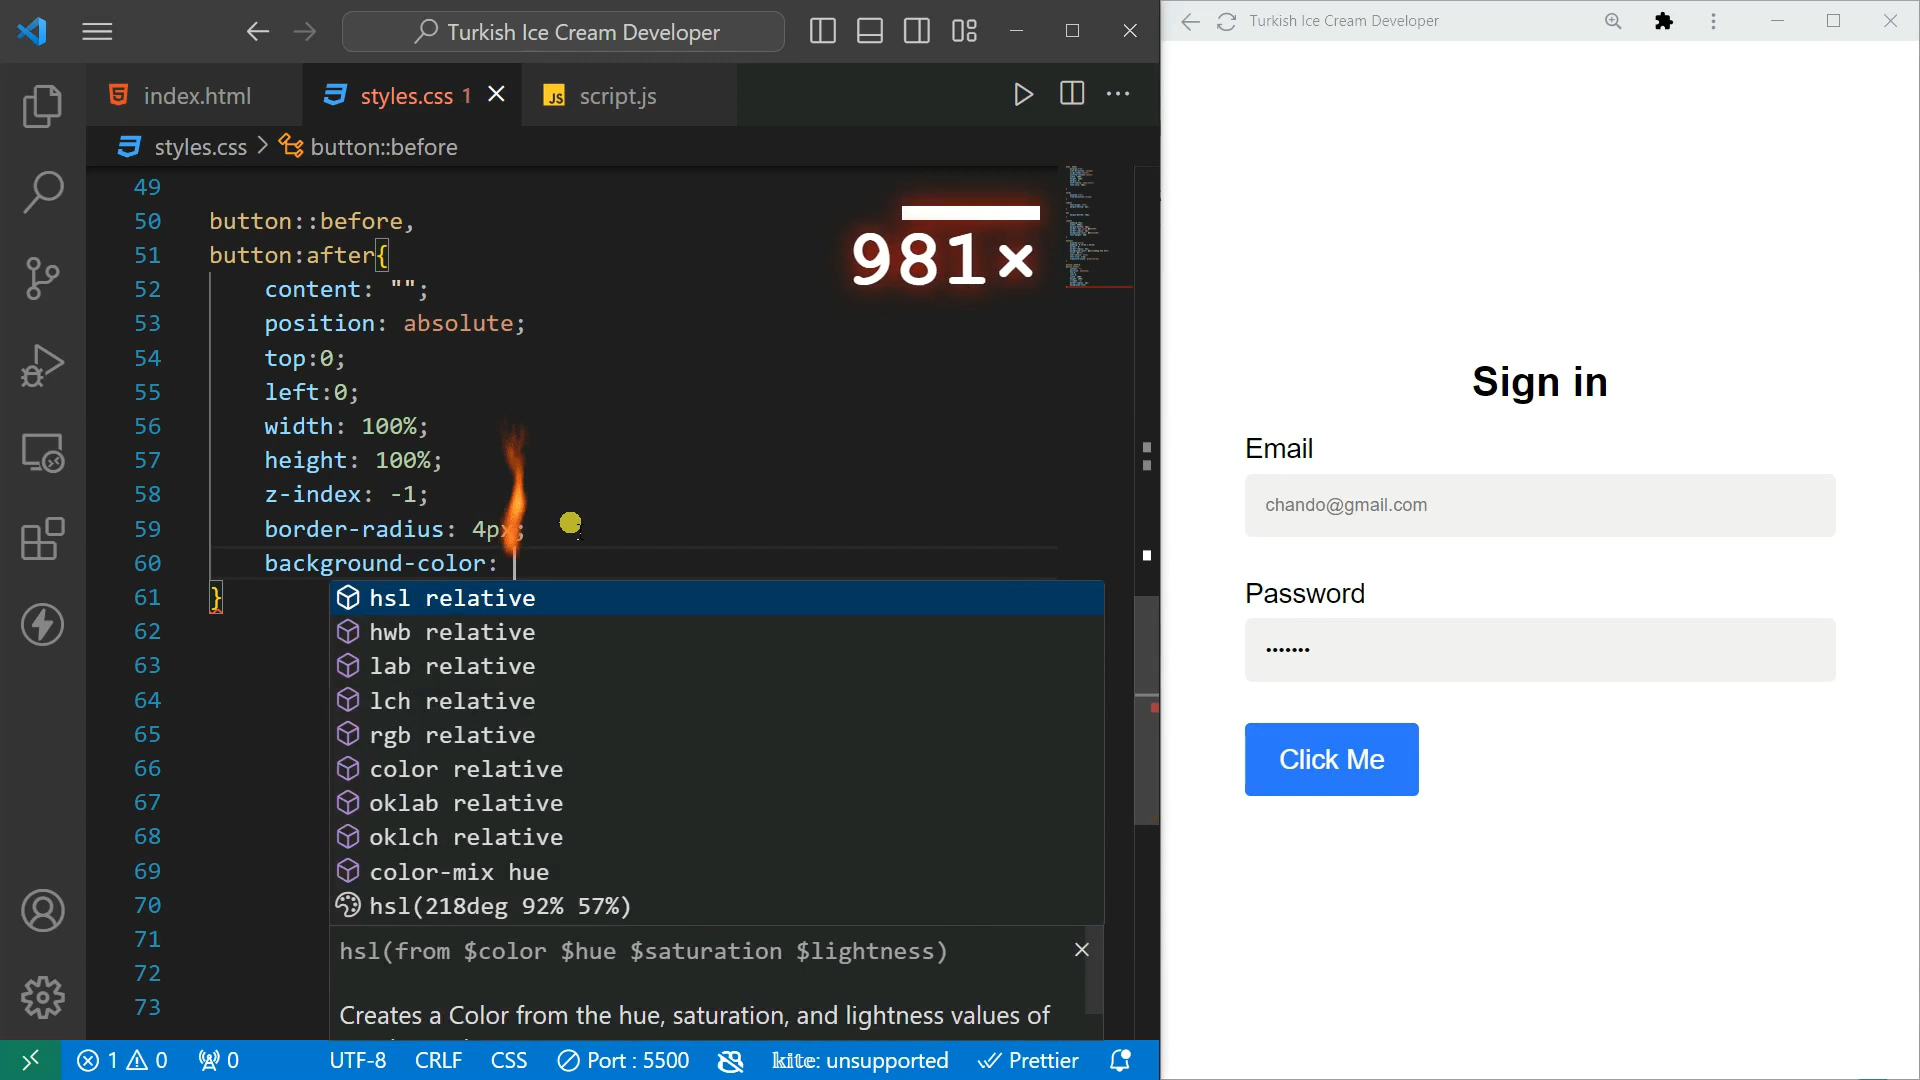 Turkish Ice Cream Developer
index.html
styles.css 1
script.js
styles.css > button::before
49
50 button::before,
51 button:after{
52 content: "";
53 position: absolute;
54 top:0;
55 left:0;
56 width: 100%;
57 height: 100%;
58 z-index: -1;
59 border-radius: 4px;
60 background-color:
61 }
62
63
64
65
66
67
68
69
70
71
72
73
981×
hsl relative
hwb relative
lab relative
lch relative
rgb relative
color relative
oklab relative
oklch relative
color-mix hue
hsl(218deg 92% 57%)
hsl(from $color $hue $saturation $lightness)
Creates a Color from the hue, saturation, and lightness values of
1 0 0 UTF-8 CRLF CSS Port : 5500 kite: unsupported Prettier
Turkish Ice Cream Developer
Sign in
Email
chando@gmail.com
Password
•••••••
Click Me